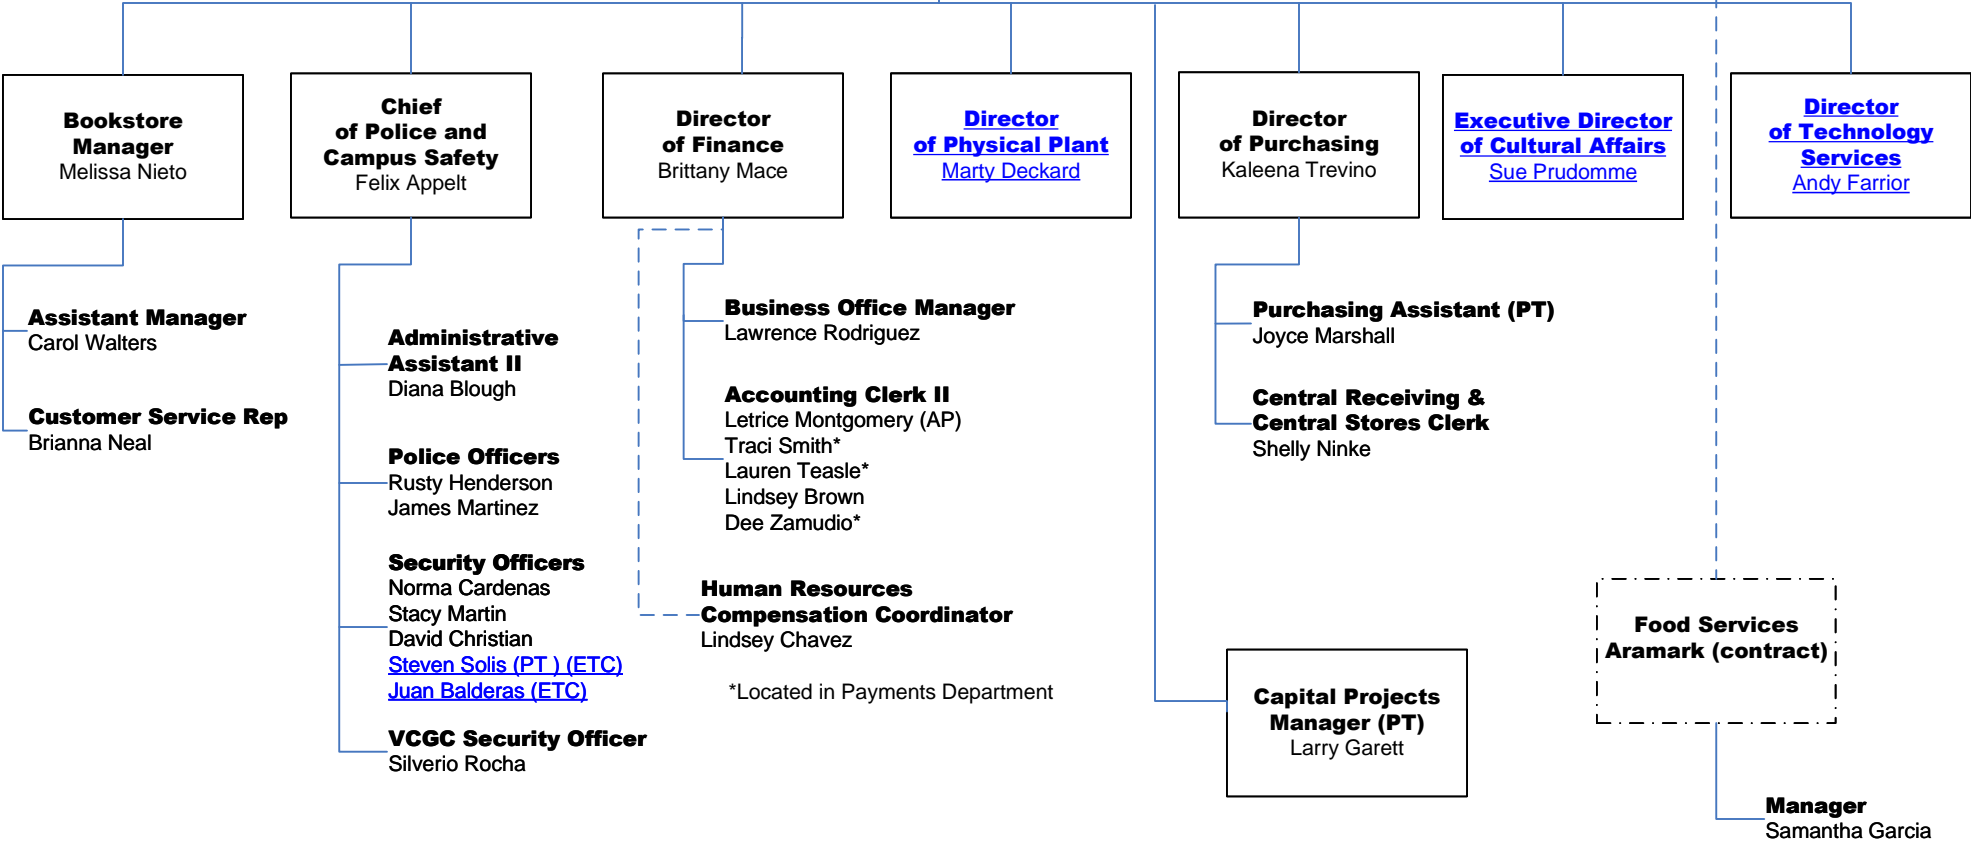 Bookstore
Manager
Melissa Nieto
Chief
of Police and
Campus Safety
Felix Appelt
Director
of Finance
Brittany Mace
Director
of Physical Plant
Marty Deckard
Director
of Purchasing
Kaleena Trevino
Executive Director
of Cultural Affairs
Sue Prudomme
Director
of Technology
Services
Andy Farrior
Assistant Manager
Carol Walters
Customer Service Rep
Brianna Neal
Administrative
Assistant II
Diana Blough
Police Officers
Rusty Henderson
James Martinez
Security Officers
Norma Cardenas
Stacy Martin
David Christian
Steven Solis (PT ) (ETC)
Juan Balderas (ETC)
VCGC Security Officer
Silverio Rocha
Business Office Manager
Lawrence Rodriguez
Accounting Clerk II
Letrice Montgomery (AP)
Traci Smith*
Lauren Teasle*
Lindsey Brown
Dee Zamudio*
Human Resources
Compensation Coordinator
Lindsey Chavez
*Located in Payments Department
Purchasing Assistant (PT)
Joyce Marshall
Central Receiving &
Central Stores Clerk
Shelly Ninke
Capital Projects
Manager (PT)
Larry Garett
Food Services
Aramark (contract)
Manager
Samantha Garcia